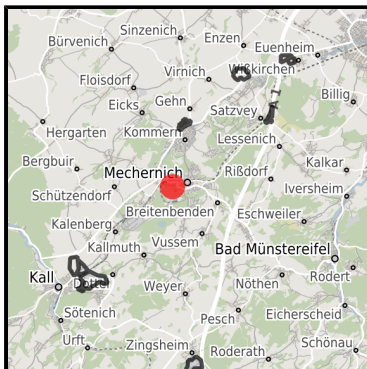 Sinzenich
Enzen
Bürvenich
Euenheim
Virnich
Wißkirchen
Floisdorf
Billig
Gehn
Eicks
Satzvey
A 1
Hergarten
Kommern
Lessenich
Bergbuir
Kalkar
Mechernich
Rißdorf
Iversheim
Schützendorf
Breitenbenden
Eschweiler
Kalenberg
Kallmuth
Vussem
Bad Münstereifel
Kall
Dottel
Rodert
Weyer
Nöthen
Sötenich
Pesch
Eicherscheid
Urft
Zingsheim
Roderath
Schönau